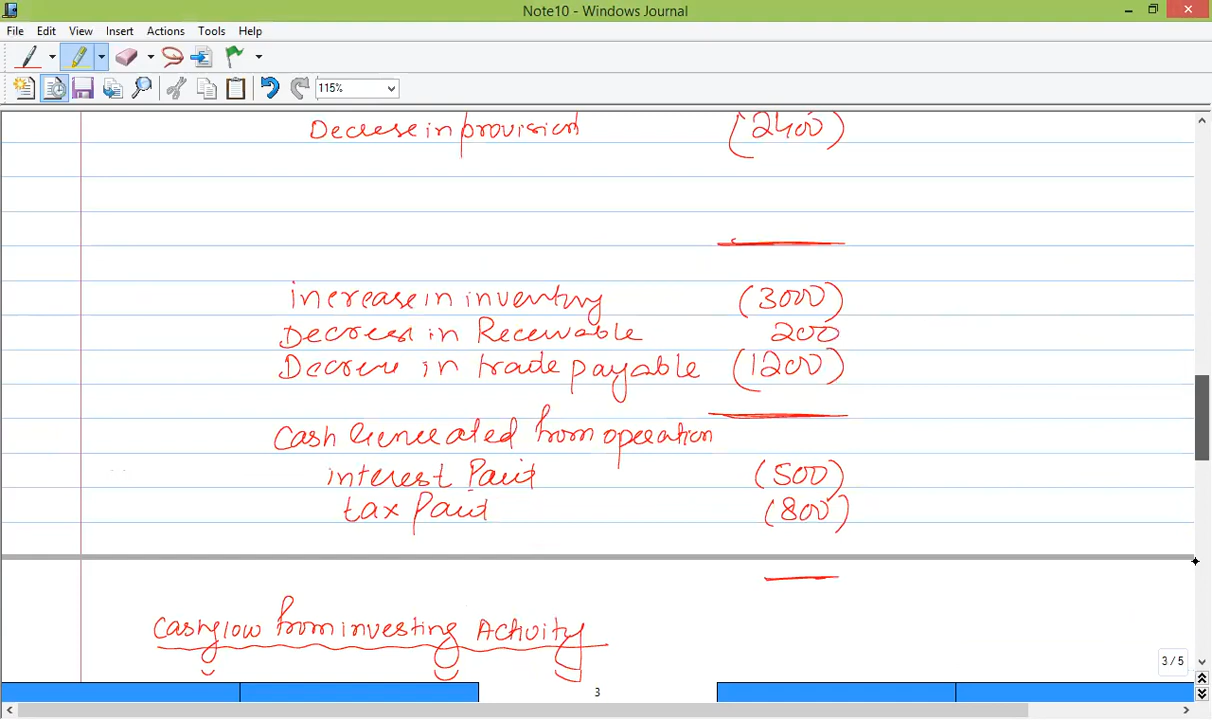 Note10 - Windows Journal
File Edit View Insert Actions Tools Help
115%
Decrese in provision (2400)
increase in inventory (3000)
Decrese in Receivable 200
Decrese in trade payable (1200)
Cash Generated from operation
interest Paid (500)
tax Paid (800)
Cashflow from investing Activity
3 / 5
3